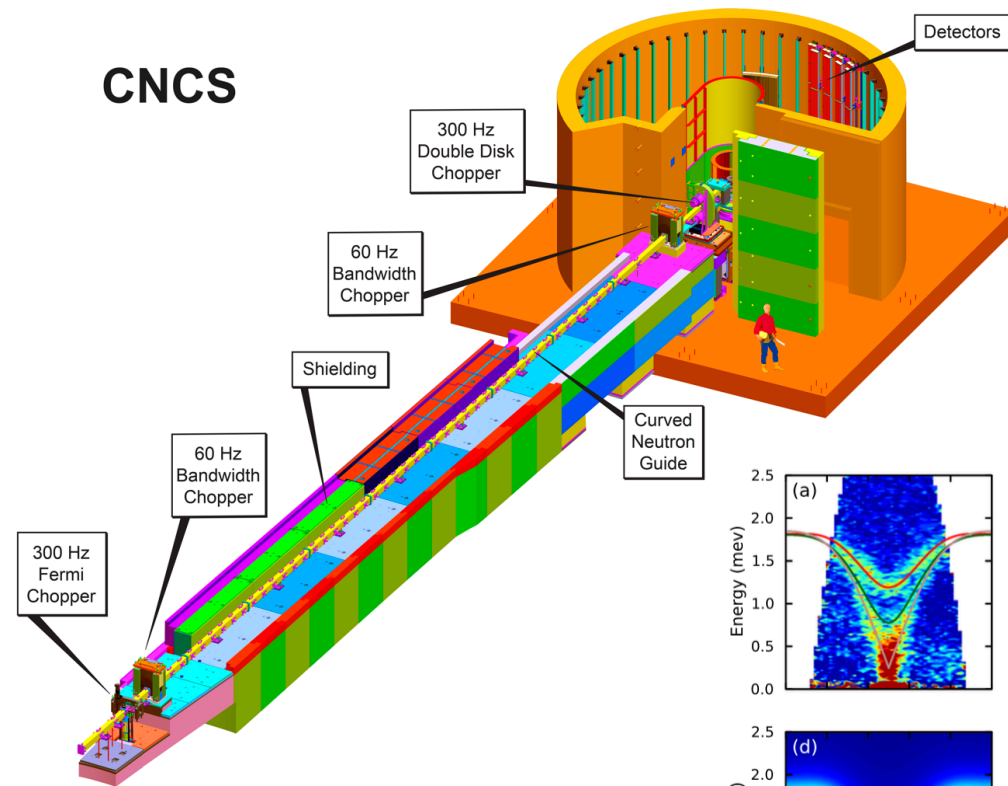 CNCS
Detectors
300 Hz
Double Disk
Chopper
60 Hz
Bandwidth
Chopper
Shielding
Curved
Neutron
Guide
60 Hz
Bandwidth
Chopper
300 Hz
Fermi
Chopper
(a)
2.5
2.0
1.5
1.0
0.5
0.0
Energy (mev)
(d)
2.5
2.0